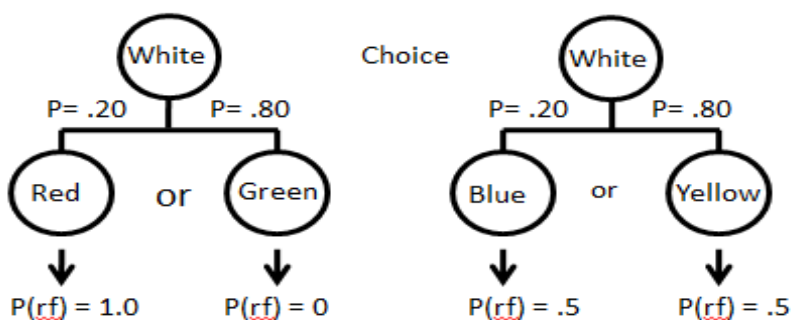 White Choice White
P= .20 P= .80 P= .20 P= .80
Red or Green Blue or Yellow
P(rf) = 1.0 P(rf) = 0 P(rf) = .5 P(rf) = .5